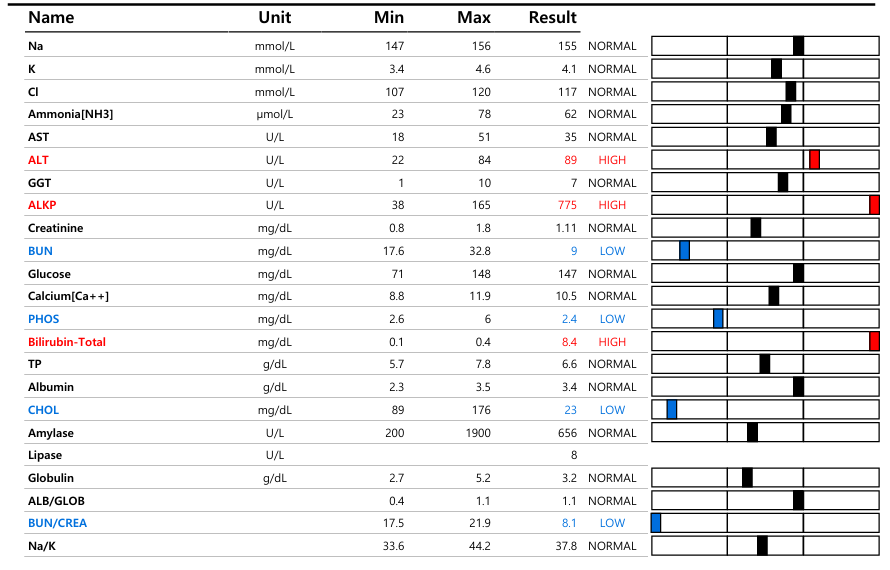 Name Unit Min Max Result
Na mmol/L 147 156 155 NORMAL
K mmol/L 3.4 4.6 4.1 NORMAL
Cl mmol/L 107 120 117 NORMAL
Ammonia[NH3] µmol/L 23 78 62 NORMAL
AST U/L 18 51 35 NORMAL
ALT U/L 22 84 89 HIGH
GGT U/L 1 10 7 NORMAL
ALKP U/L 38 165 775 HIGH
Creatinine mg/dL 0.8 1.8 1.11 NORMAL
BUN mg/dL 17.6 32.8 9 LOW
Glucose mg/dL 71 148 147 NORMAL
Calcium[Ca++] mg/dL 8.8 11.9 10.5 NORMAL
PHOS mg/dL 2.6 6 2.4 LOW
Bilirubin-Total mg/dL 0.1 0.4 8.4 HIGH
TP g/dL 5.7 7.8 6.6 NORMAL
Albumin g/dL 2.3 3.5 3.4 NORMAL
CHOL mg/dL 89 176 23 LOW
Amylase U/L 200 1900 656 NORMAL
Lipase U/L 8
Globulin g/dL 2.7 5.2 3.2 NORMAL
ALB/GLOB 0.4 1.1 1.1 NORMAL
BUN/CREA 17.5 21.9 8.1 LOW
Na/K 33.6 44.2 37.8 NORMAL